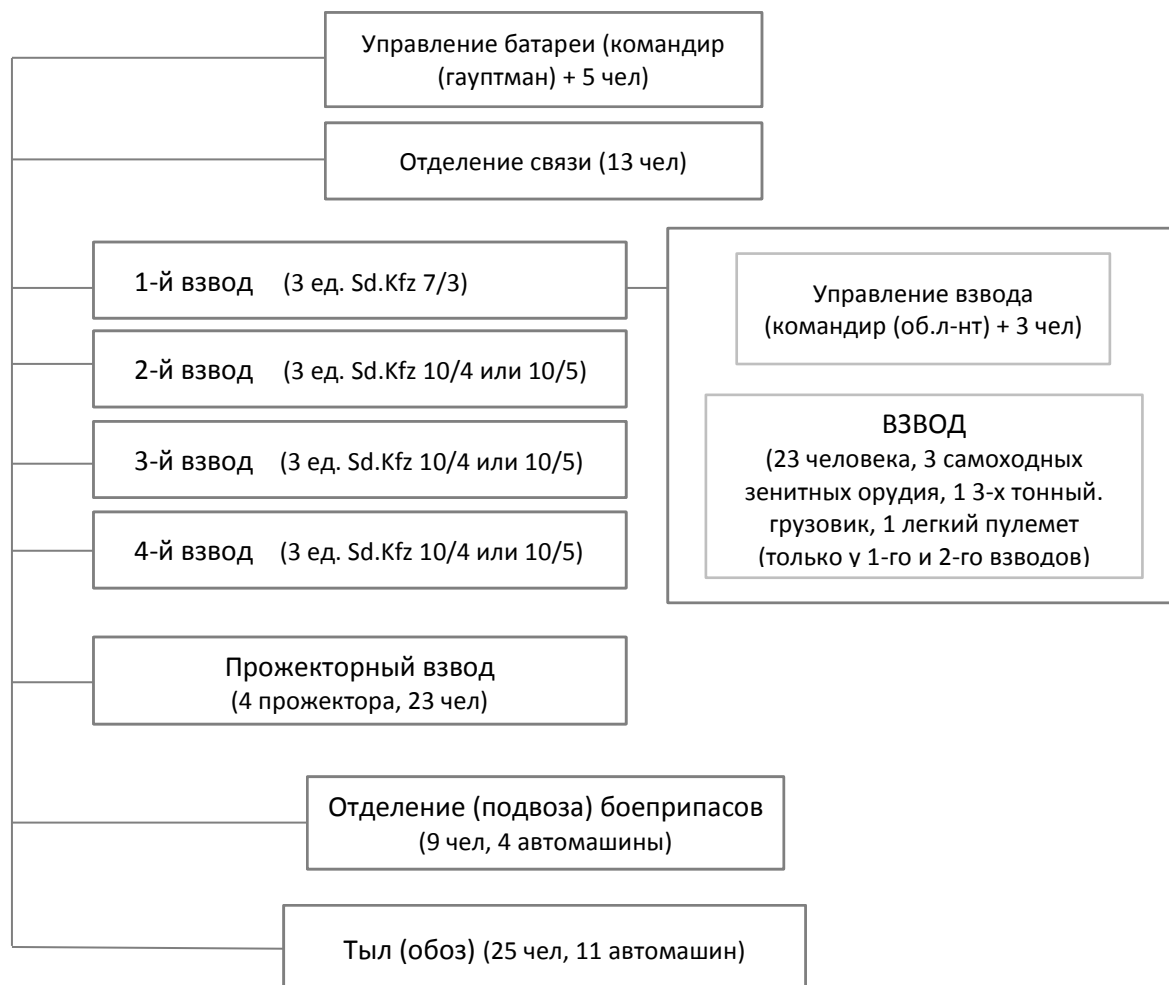 Управление батареи (командир
(гауптман) + 5 чел)
Отделение связи (13 чел)
1-й взвод (3 ед. Sd.Kfz 7/3)
2-й взвод (3 ед. Sd.Kfz 10/4 или 10/5)
3-й взвод (3 ед. Sd.Kfz 10/4 или 10/5)
4-й взвод (3 ед. Sd.Kfz 10/4 или 10/5)
Управление взвода
(командир (об.л-нт) + 3 чел)
ВЗВОД
(23 человека, 3 самоходных
зенитных орудия, 1 3-х тонный.
грузовик, 1 легкий пулемет
(только у 1-го и 2-го взводов)
Прожекторный взвод
(4 прожектора, 23 чел)
Отделение (подвоза) боеприпасов
(9 чел, 4 автомашины)
Тыл (обоз) (25 чел, 11 автомашин)